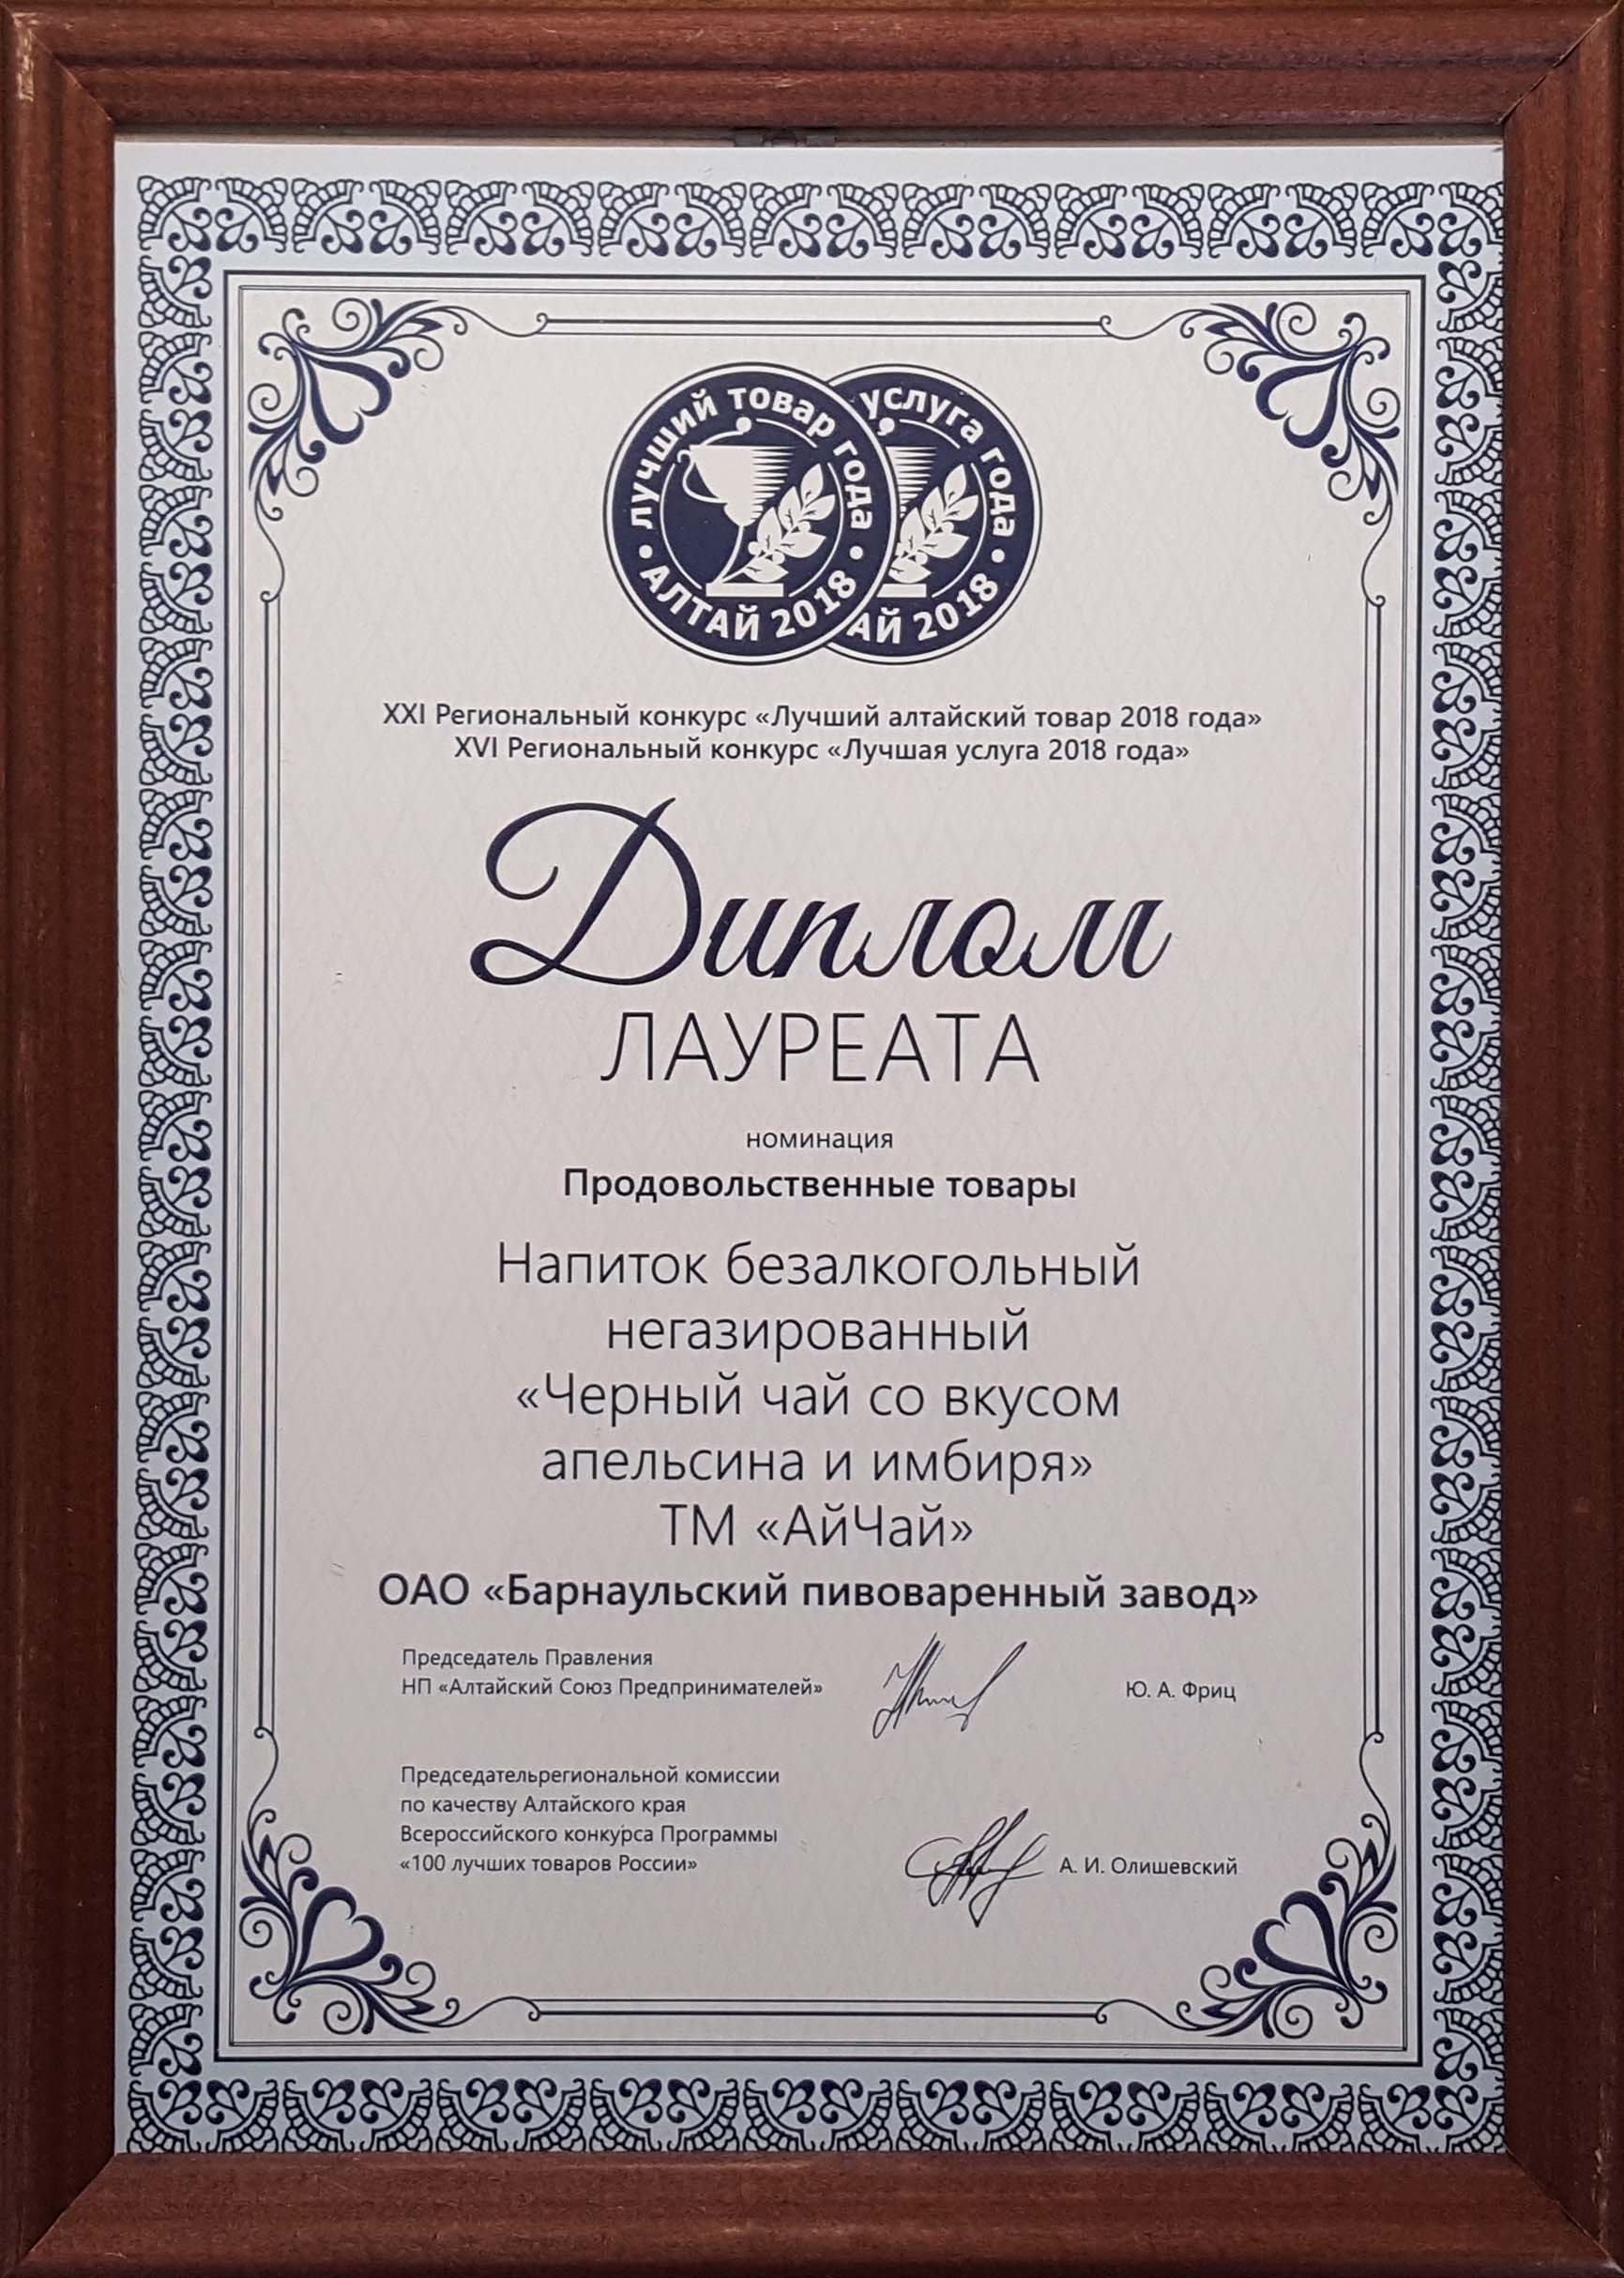 лучший товар года • АЛТАЙ 2018 •
услуга года • АЙ 2018
XXI Региональный конкурс «Лучший алтайский товар 2018 года»
XVI Региональный конкурс «Лучшая услуга 2018 года»
Диплом
ЛАУРЕАТА
номинация
Продовольственные товары
Напиток безалкогольный
негазированный
«Черный чай со вкусом
апельсина и имбиря»
ТМ «АйЧай»
ОАО «Барнаульский пивоваренный завод»
Председатель Правления
НП «Алтайский Союз Предпринимателей»
Ю. А. Фриц
Председательрегиональной комиссии
по качеству Алтайского края
Всероссийского конкурса Программы
«100 лучших товаров России»
А. И. Олишевский